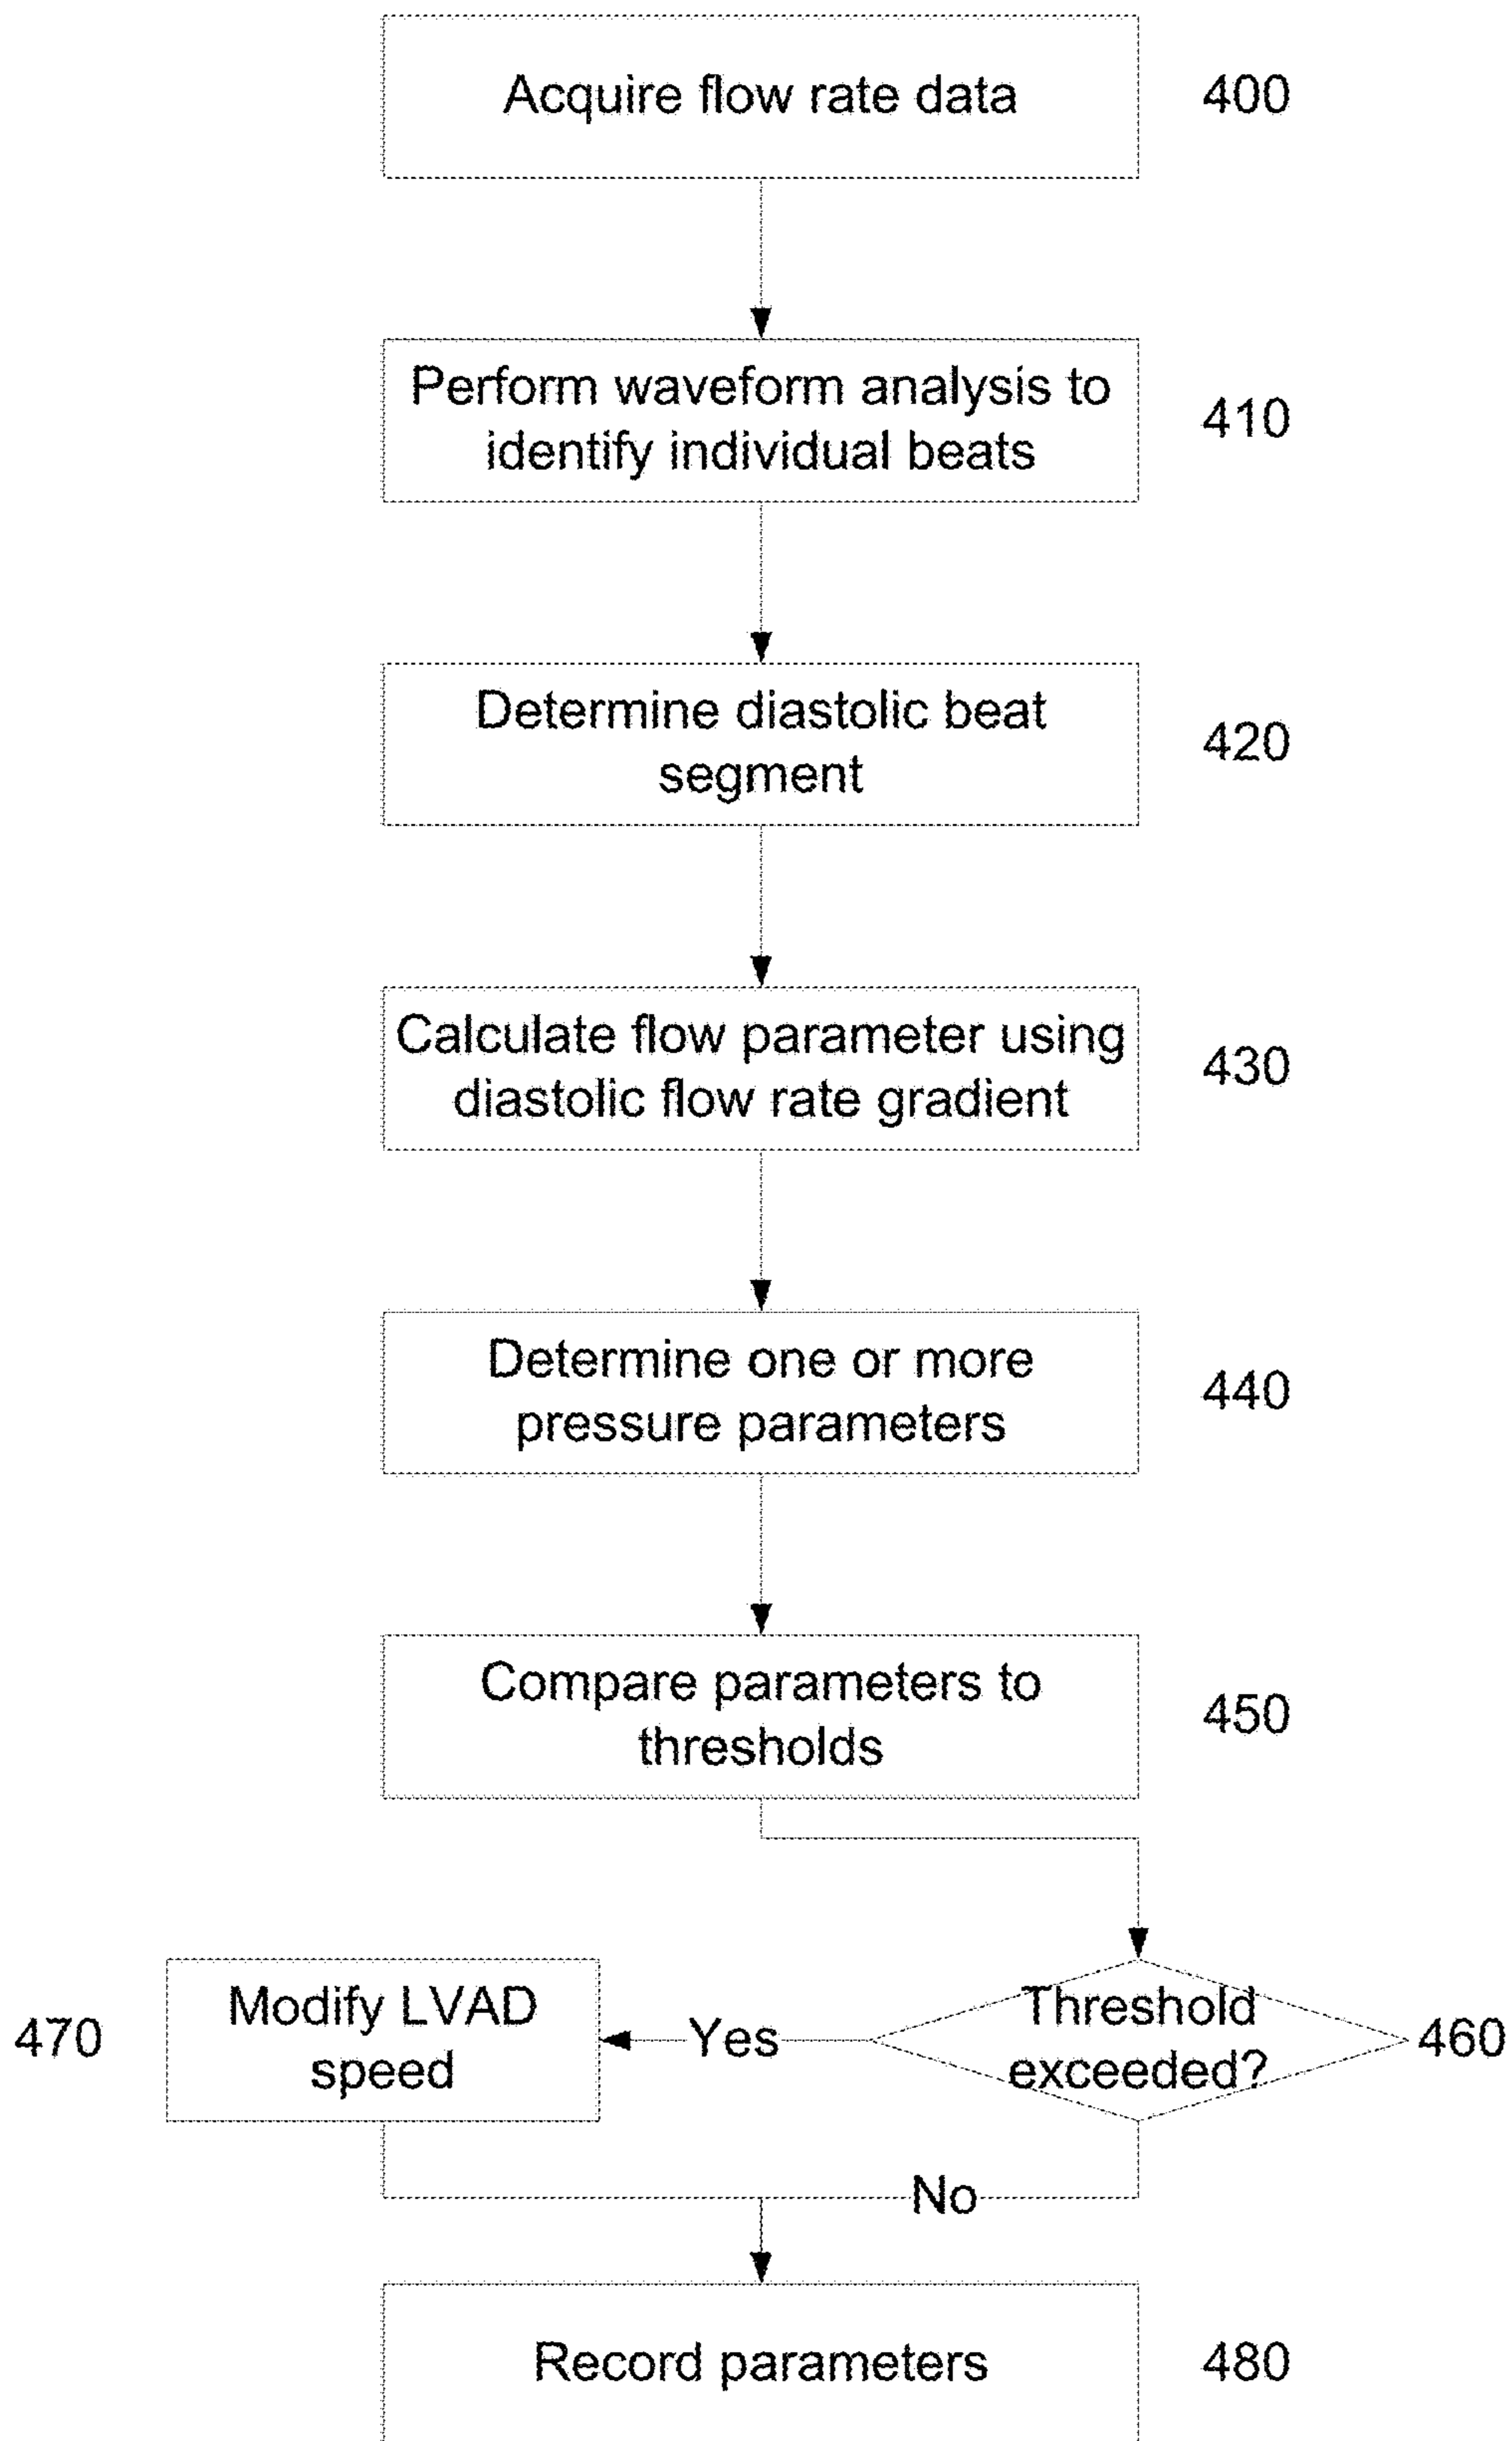 Acquire flow rate data
400
Perform waveform analysis to
identify individual beats
410
Determine diastolic beat
segment
420
Calculate flow parameter using
diastolic flow rate gradient
430
Determine one or more
pressure parameters
440
Compare parameters to
thresholds
450
470
Modify LVAD
speed
Yes
Threshold
exceeded?
460
No
Record parameters
480